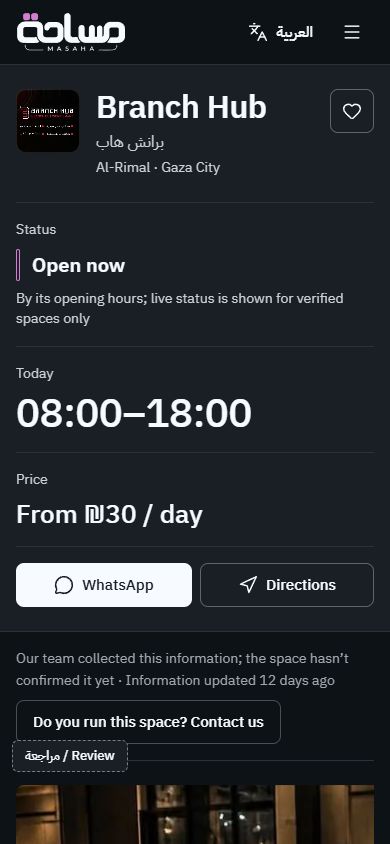 مساحة
MASAHA
العربية
BRANCH HUB
Branch Hub
برانش هاب
Al-Rimal · Gaza City
Status
Open now
By its opening hours; live status is shown for verified
spaces only
Today
08:00–18:00
Price
From ₪30 / day
WhatsApp
Directions
Our team collected this information; the space hasn’t
confirmed it yet · Information updated 12 days ago
Do you run this space? Contact us
مراجعة / Review